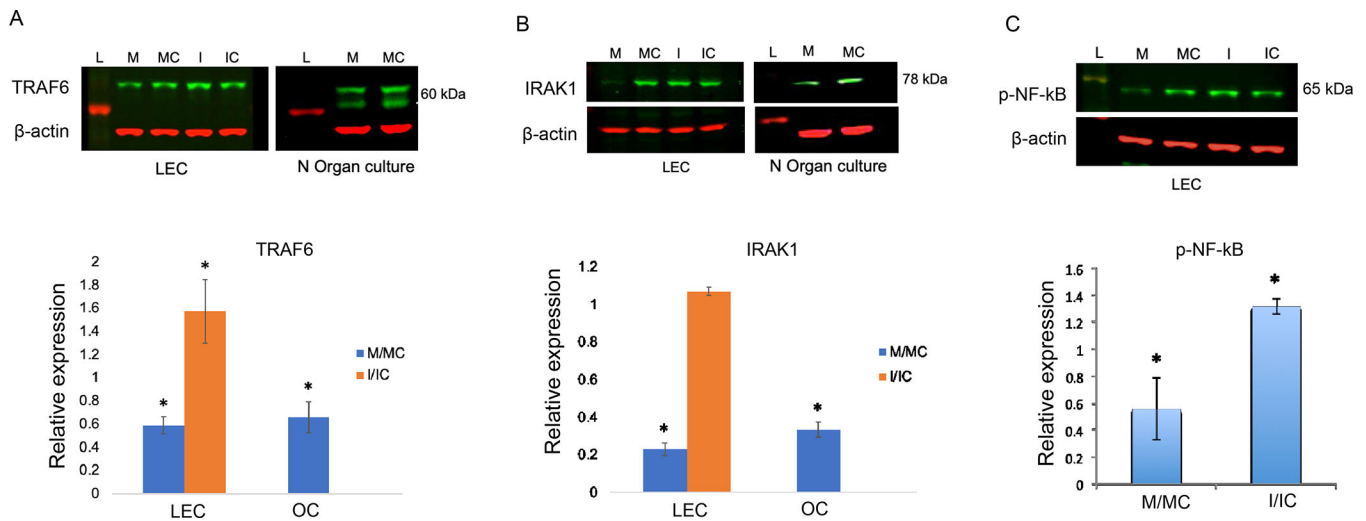 A
L M MC I IC M MC
TRAF6
60 kDa
β-actin
LEC
N Organ culture
TRAF6
Relative expression
2
1.8
1.6
1.4
1.2
1
0.8
0.6
0.4
0.2
0
* * *
M/MC
I/IC
LEC OC
B
M MC I IC L M MC
IRAK1
78 kDa
β-actin
LEC
N Organ culture
IRAK1
Relative expression
1.2
1
0.8
0.6
0.4
0.2
0
* *
M/MC
I/IC
LEC OC
C
L M MC I IC
p-NF-kB
65 kDa
β-actin
LEC
p-NF-kB
Relative expression
1.6
1.4
1.2
1
0.8
0.6
0.4
0.2
0
* *
M/MC I/IC